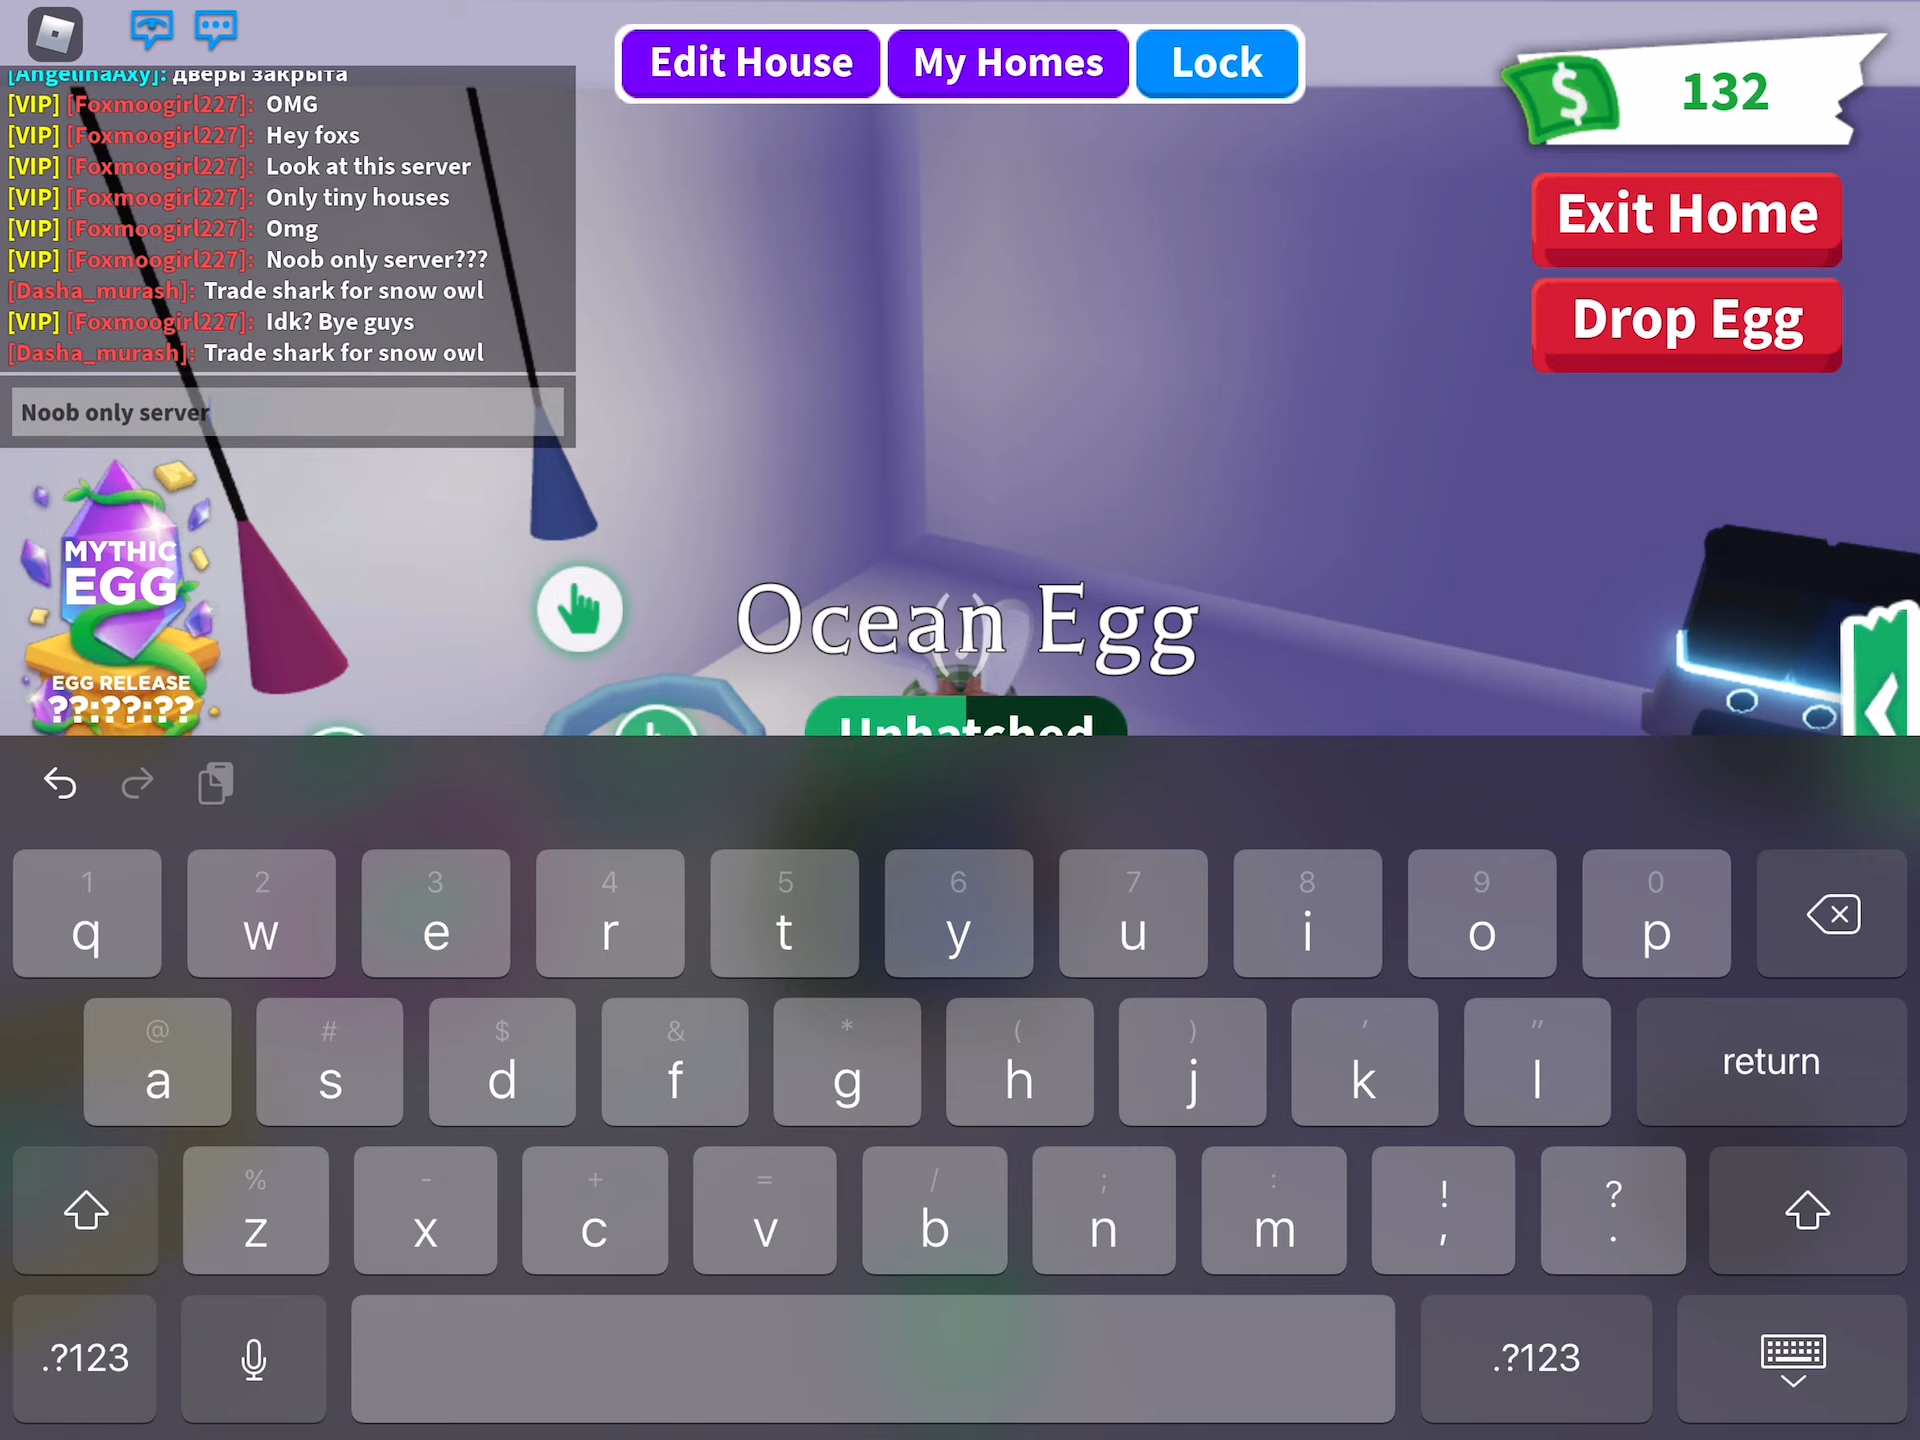 Edit House
My Homes
Lock
132
Exit Home
Drop Egg
[AngelinaAxy]: дверы закрыта
[VIP] [Foxmoogirl227]: OMG
[VIP] [Foxmoogirl227]: Hey foxs
[VIP] [Foxmoogirl227]: Look at this server
[VIP] [Foxmoogirl227]: Only tiny houses
[VIP] [Foxmoogirl227]: Omg
[VIP] [Foxmoogirl227]: Noob only server???
[Dasha_murash]: Trade shark for snow owl
[VIP] [Foxmoogirl227]: Idk? Bye guys
[Dasha_murash]: Trade shark for snow owl
Noob only server
MYTHIC
EGG
EGG RELEASE
??:??:??
Ocean Egg
()
Unhatched
1 2 3 4 5 6 7 8 9 0
q w e r t y u i o p
@ # $ & * ( ) ' "
a s d f g h j k l return
% - + = / ; : ! ?
z x c v b n m , .
.?123 .?123